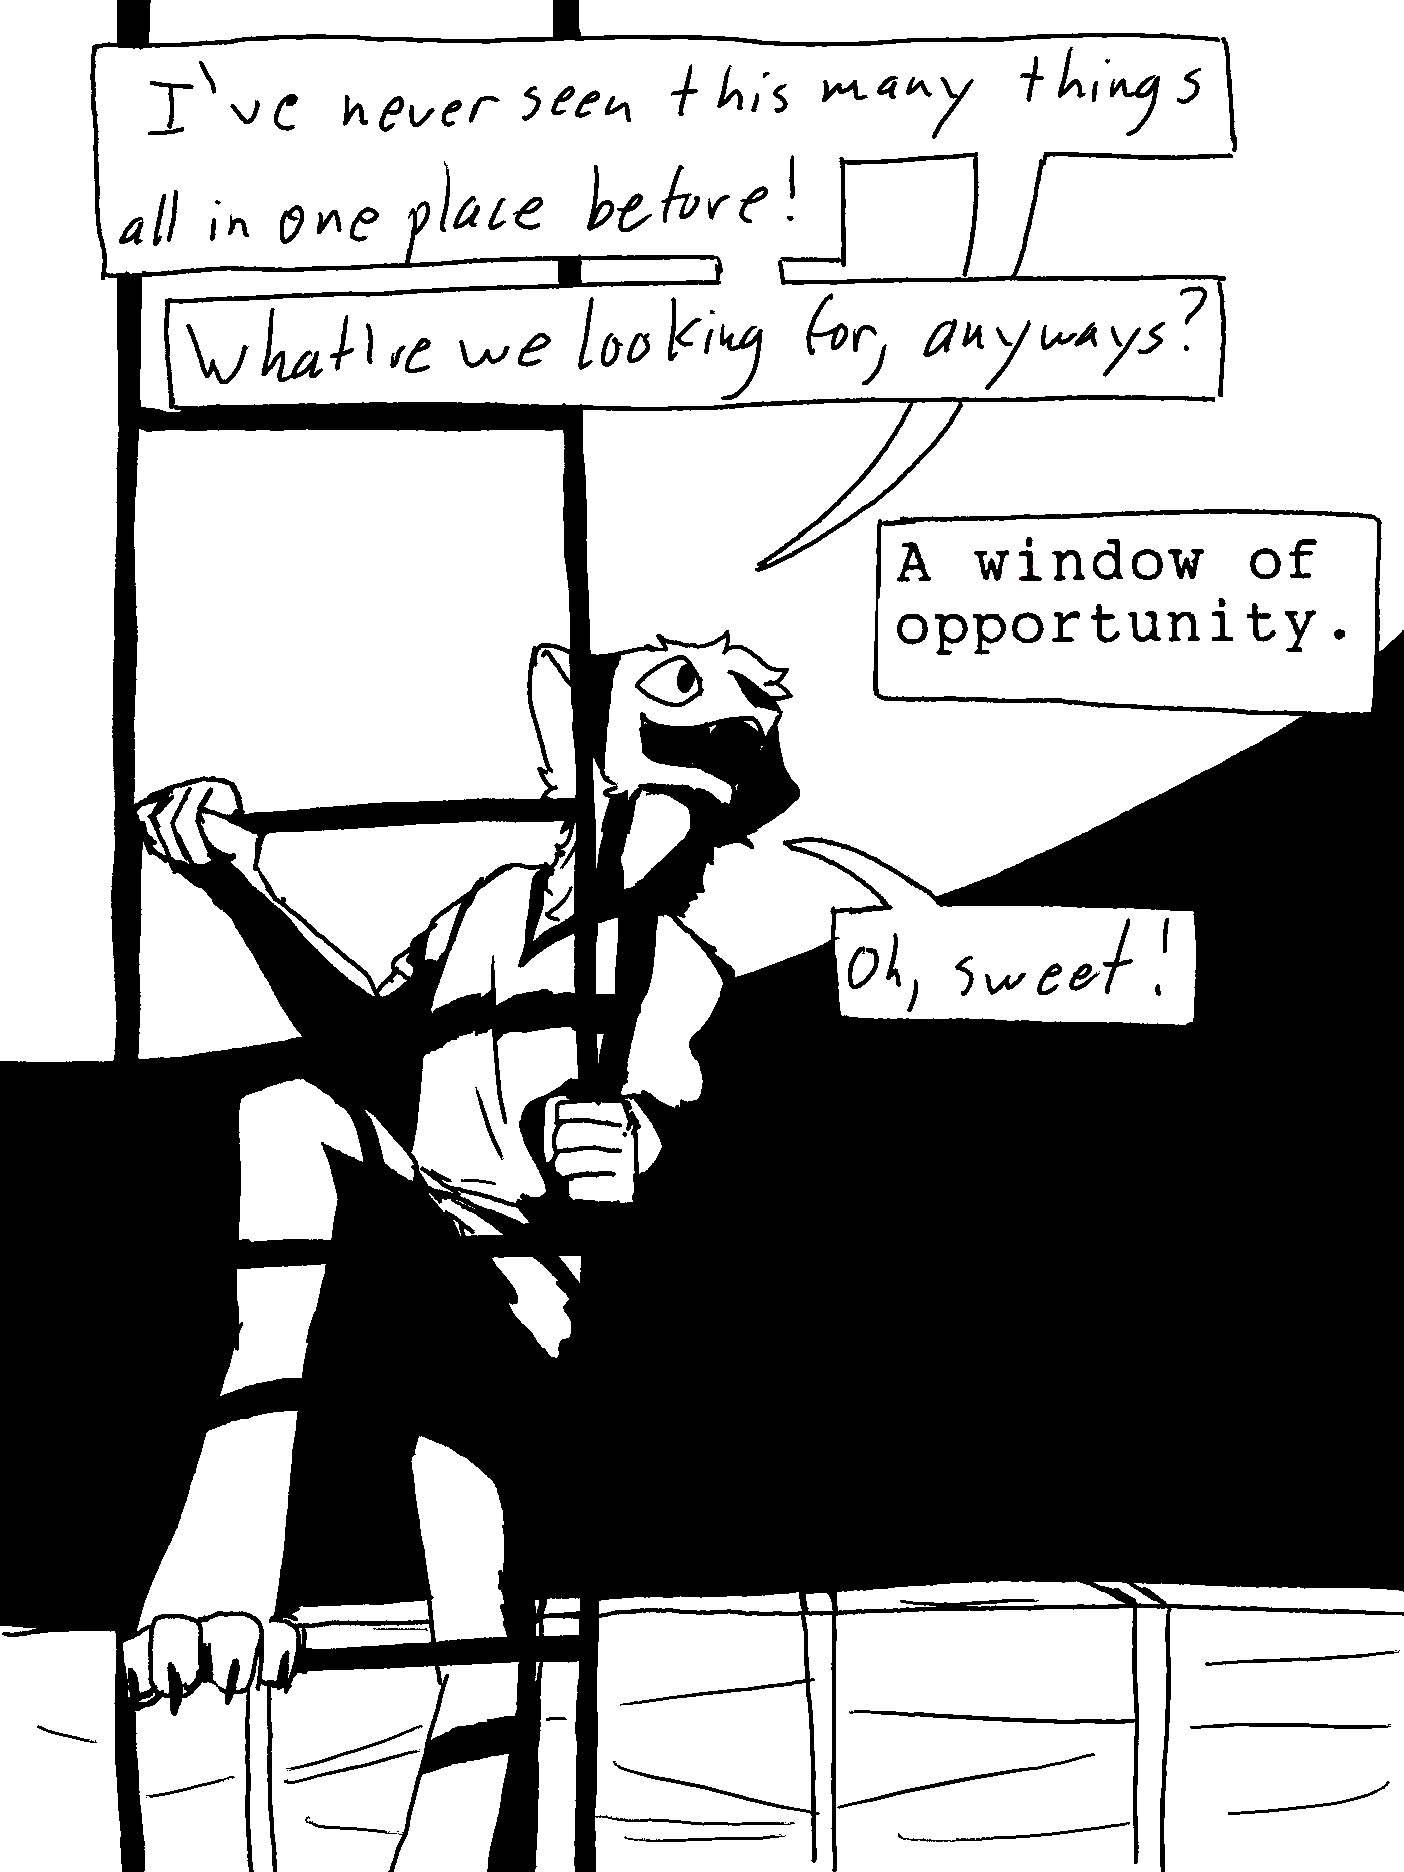 I've never seen this many things
all in one place before!
What're we looking for, anyways?
A window of
opportunity.
Oh, sweet!